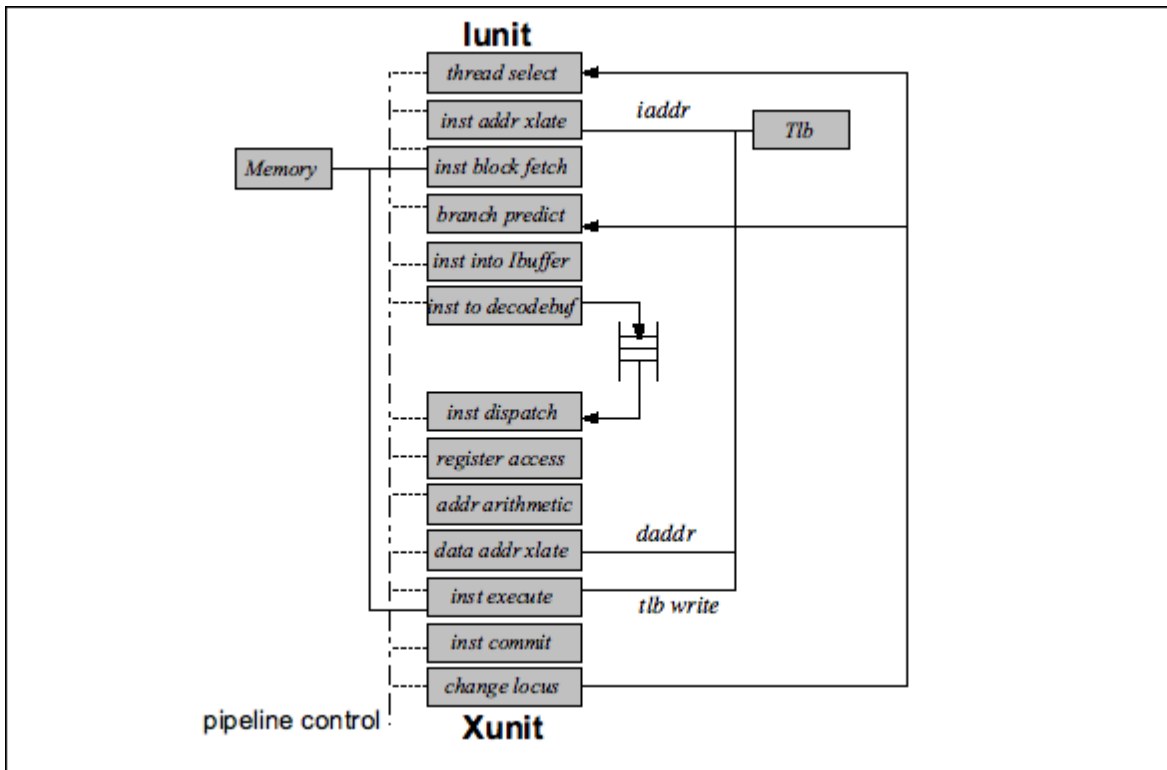 Iunit
thread select
inst addr xlate
iaddr
Tlb
Memory
inst block fetch
branch predict
inst into Ibuffer
inst to decodebuf
inst dispatch
register access
addr arithmetic
data addr xlate
daddr
inst execute
tlb write
inst commit
change locus
pipeline control
Xunit